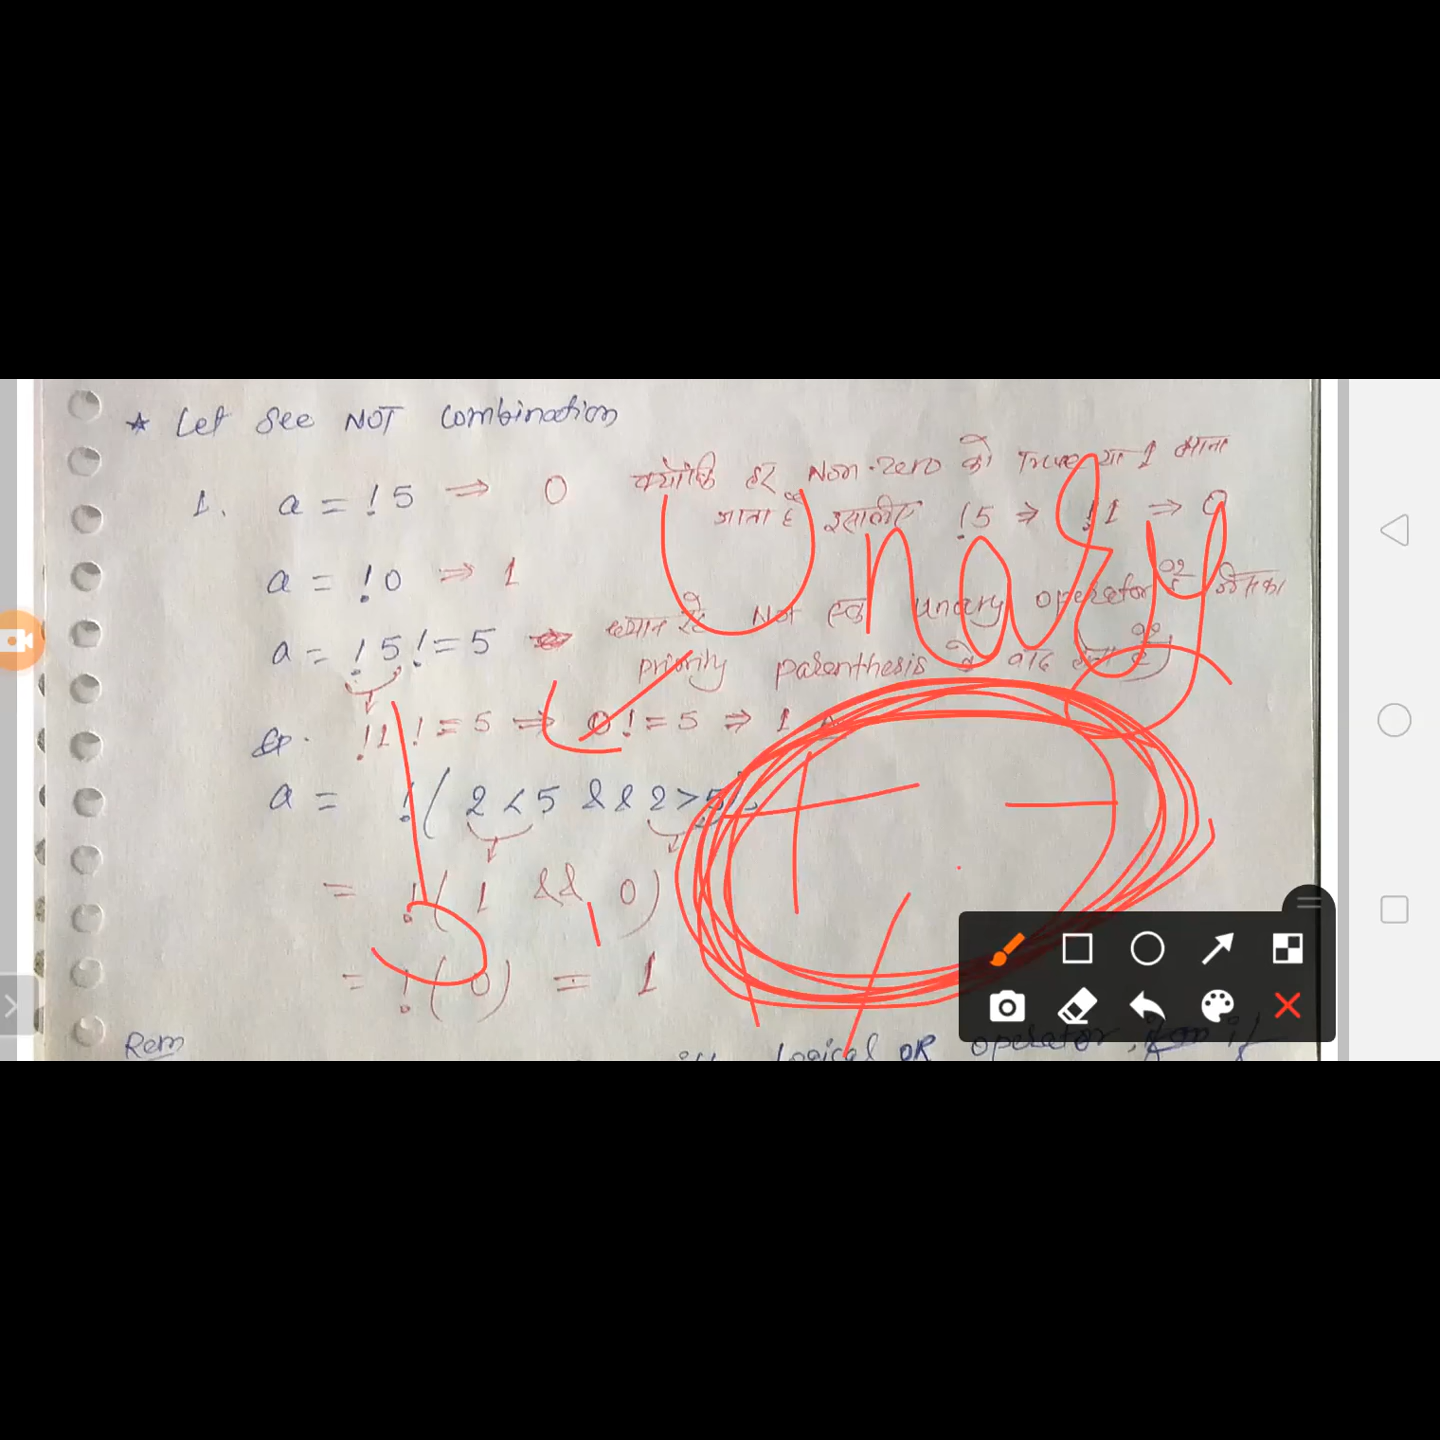 * Let See NOT Combination
1. a = !5 ⇒ 0 क्योंकि हर Non-zero को True या 1 माना
जाता है इसलिए !5 ⇒ !1 ⇒ 0
a = !0 ⇒ 1
a = !5 != 5 ध्यान रहे Not एक unary operator है जिसका
priority parenthesis के बाद होता है)
!1 != 5 ⇒ 0 != 5 ⇒ 1
a = !( 2 < 5 && 2 > 5 )
= !( 1 && 0 )
= !( 0 ) = 1
Rem Logical OR operator, if
Unary